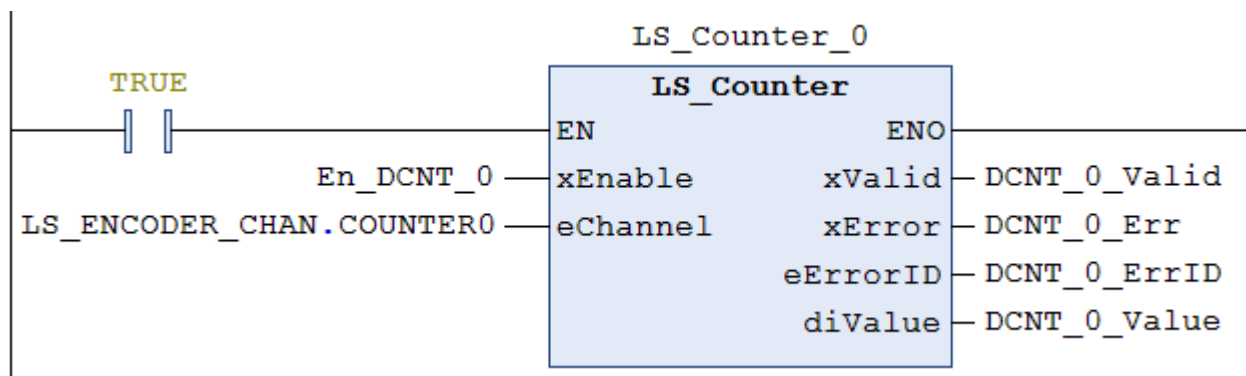 LS_Counter_0
TRUE
LS_Counter
EN ENO
En_DCNT_0 xEnable xValid DCNT_0_Valid
LS_ENCODER_CHAN.COUNTER0 eChannel xError DCNT_0_Err
eErrorID DCNT_0_ErrID
diValue DCNT_0_Value